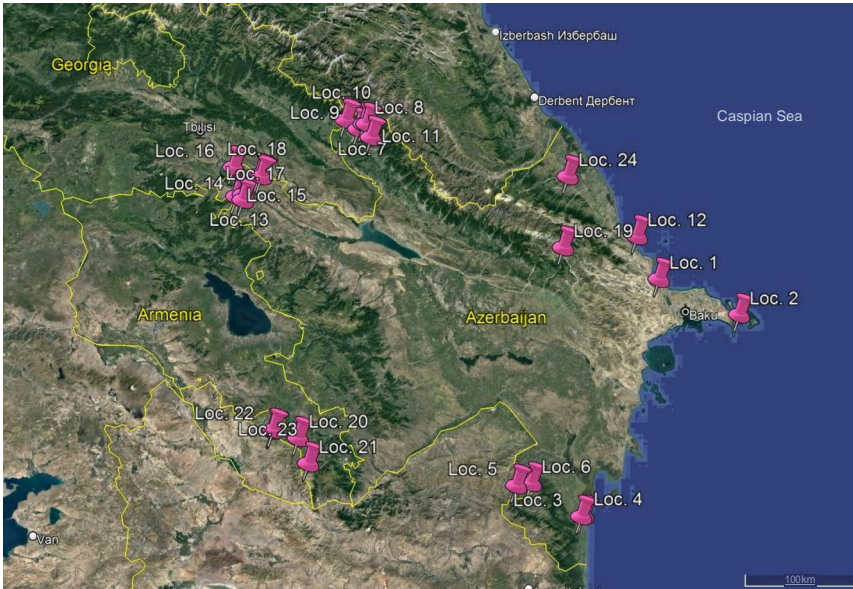 Izberbash Избербаш
Georgia
Loc. 10
Derbent Дербент
Loc. 9
Loc. 8
Caspian Sea
Tbilisi
Loc. 11
Loc. 16
Loc. 18
Loc. 7
Loc. 24
Loc. 17
Loc. 14
Loc. 15
Loc. 13
Loc. 12
Loc. 19
Loc. 1
Loc. 2
Armenia
Azerbaijan
Baku
Loc. 22
Loc. 20
Loc. 23
Loc. 21
Loc. 5
Loc. 6
Loc. 3
Loc. 4
Van
100km